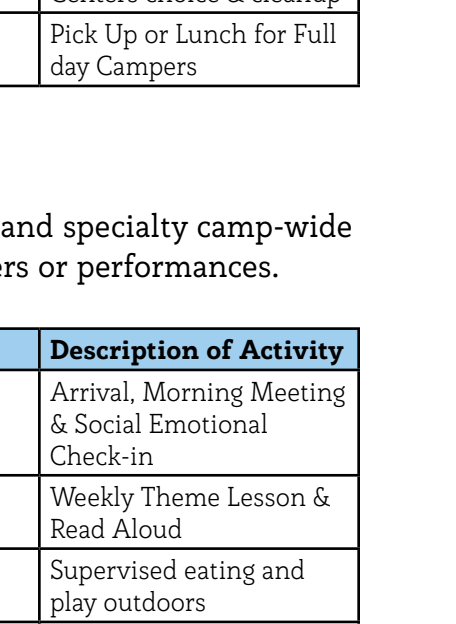 Centers choice & cleanup
Pick Up or Lunch for Full
day Campers
and specialty camp-wide
ers or performances.
Description of Activity
Arrival, Morning Meeting
& Social Emotional
Check-in
Weekly Theme Lesson &
Read Aloud
Supervised eating and
play outdoors